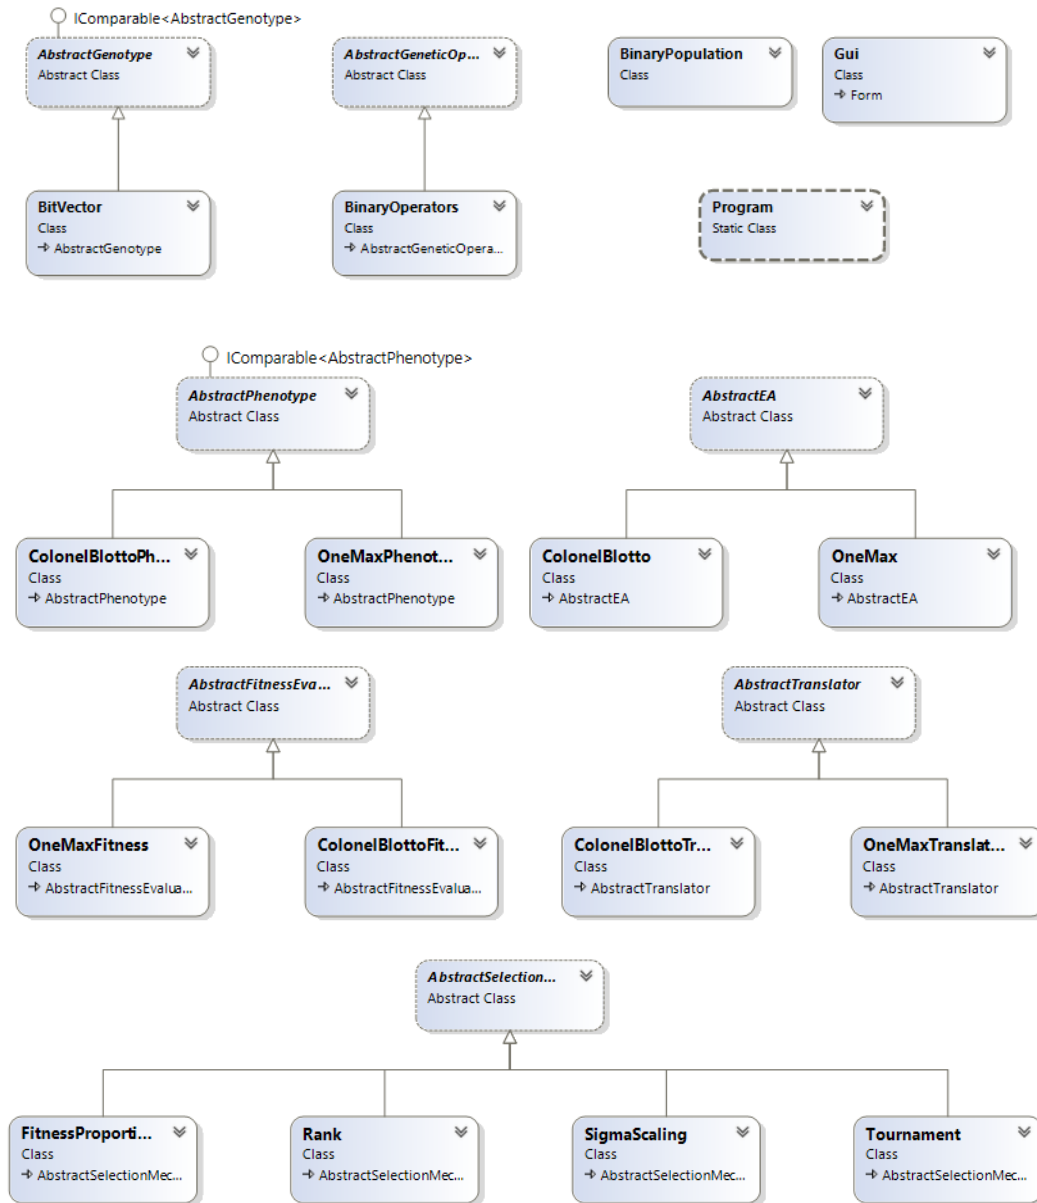 IComparable<AbstractGenotype>
AbstractGenotype
Abstract Class
AbstractGeneticOp...
Abstract Class
BinaryPopulation
Class
Gui
Class
Form
BitVector
Class
AbstractGenotype
BinaryOperators
Class
AbstractGeneticOpera...
Program
Static Class
IComparable<AbstractPhenotype>
AbstractPhenotype
Abstract Class
AbstractEA
Abstract Class
ColonelBlottoPh...
Class
AbstractPhenotype
OneMaxPhenot...
Class
AbstractPhenotype
ColonelBlotto
Class
AbstractEA
OneMax
Class
AbstractEA
AbstractFitnessEva...
Abstract Class
AbstractTranslator
Abstract Class
OneMaxFitness
Class
AbstractFitnessEvalua...
ColonelBlottoFit...
Class
AbstractFitnessEvalua...
ColonelBlottoTr...
Class
AbstractTranslator
OneMaxTranslat...
Class
AbstractTranslator
AbstractSelection...
Abstract Class
FitnessProporti...
Class
AbstractSelectionMec...
Rank
Class
AbstractSelectionMec...
SigmaScaling
Class
AbstractSelectionMec...
Tournament
Class
AbstractSelectionMec...